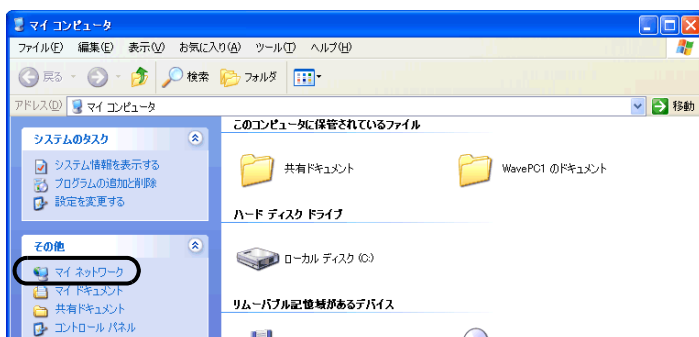 マイ コンピュータ
ファイル(F) 編集(E) 表示(V) お気に入り(A) ツール(T) ヘルプ(H)
戻る 検索 フォルダ
アドレス(D) マイ コンピュータ 移動
システムのタスク
システム情報を表示する
プログラムの追加と削除
設定を変更する
その他
マイ ネットワーク
マイ ドキュメント
共有ドキュメント
コントロール パネル
このコンピュータに保管されているファイル
共有ドキュメント WavePC1 のドキュメント
ハード ディスク ドライブ
ローカル ディスク (C:)
リムーバブル記憶域があるデバイス